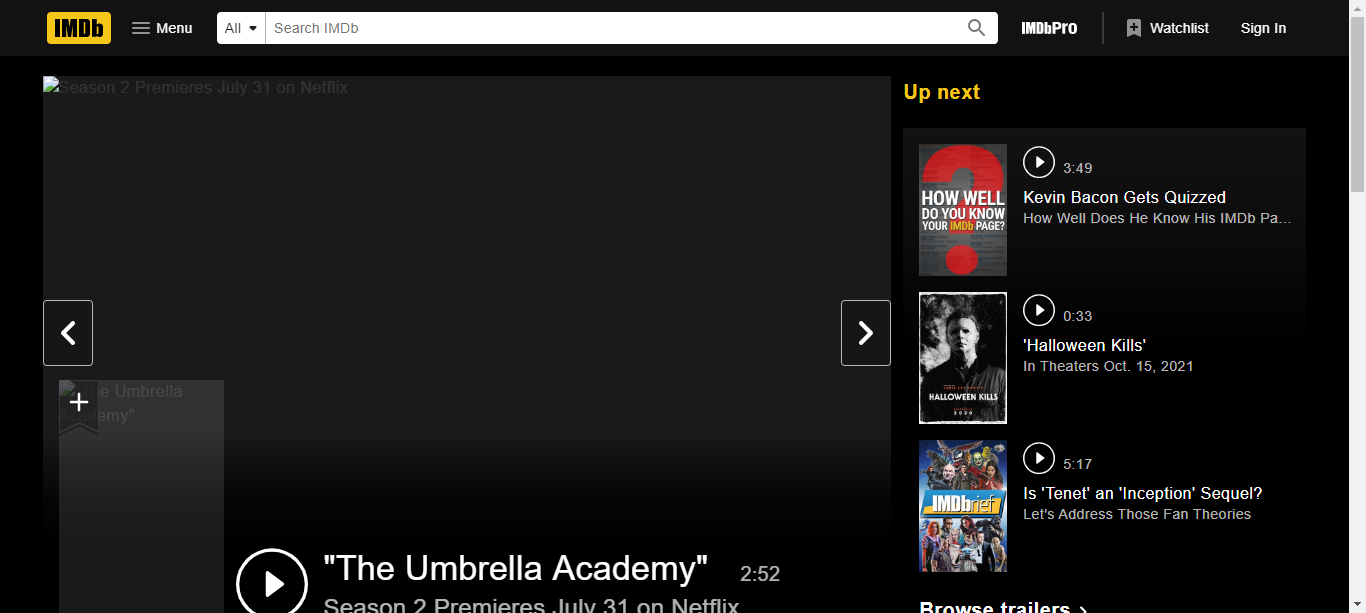 IMDb
Menu
All
Search IMDb
IMDbPro
Watchlist
Sign In
Season 2 Premieres July 31 on Netflix
"The Umbrella Academy"
"The Umbrella Academy"
2:52
Season 2 Premieres July 31 on Netflix
Up next
HOW WELL
DO YOU KNOW
YOUR IMDb PAGE?
3:49
Kevin Bacon Gets Quizzed
How Well Does He Know His IMDb Pa...
HALLOWEEN KILLS
2020
0:33
'Halloween Kills'
In Theaters Oct. 15, 2021
IMDbrief
5:17
Is 'Tenet' an 'Inception' Sequel?
Let's Address Those Fan Theories
Browse trailers